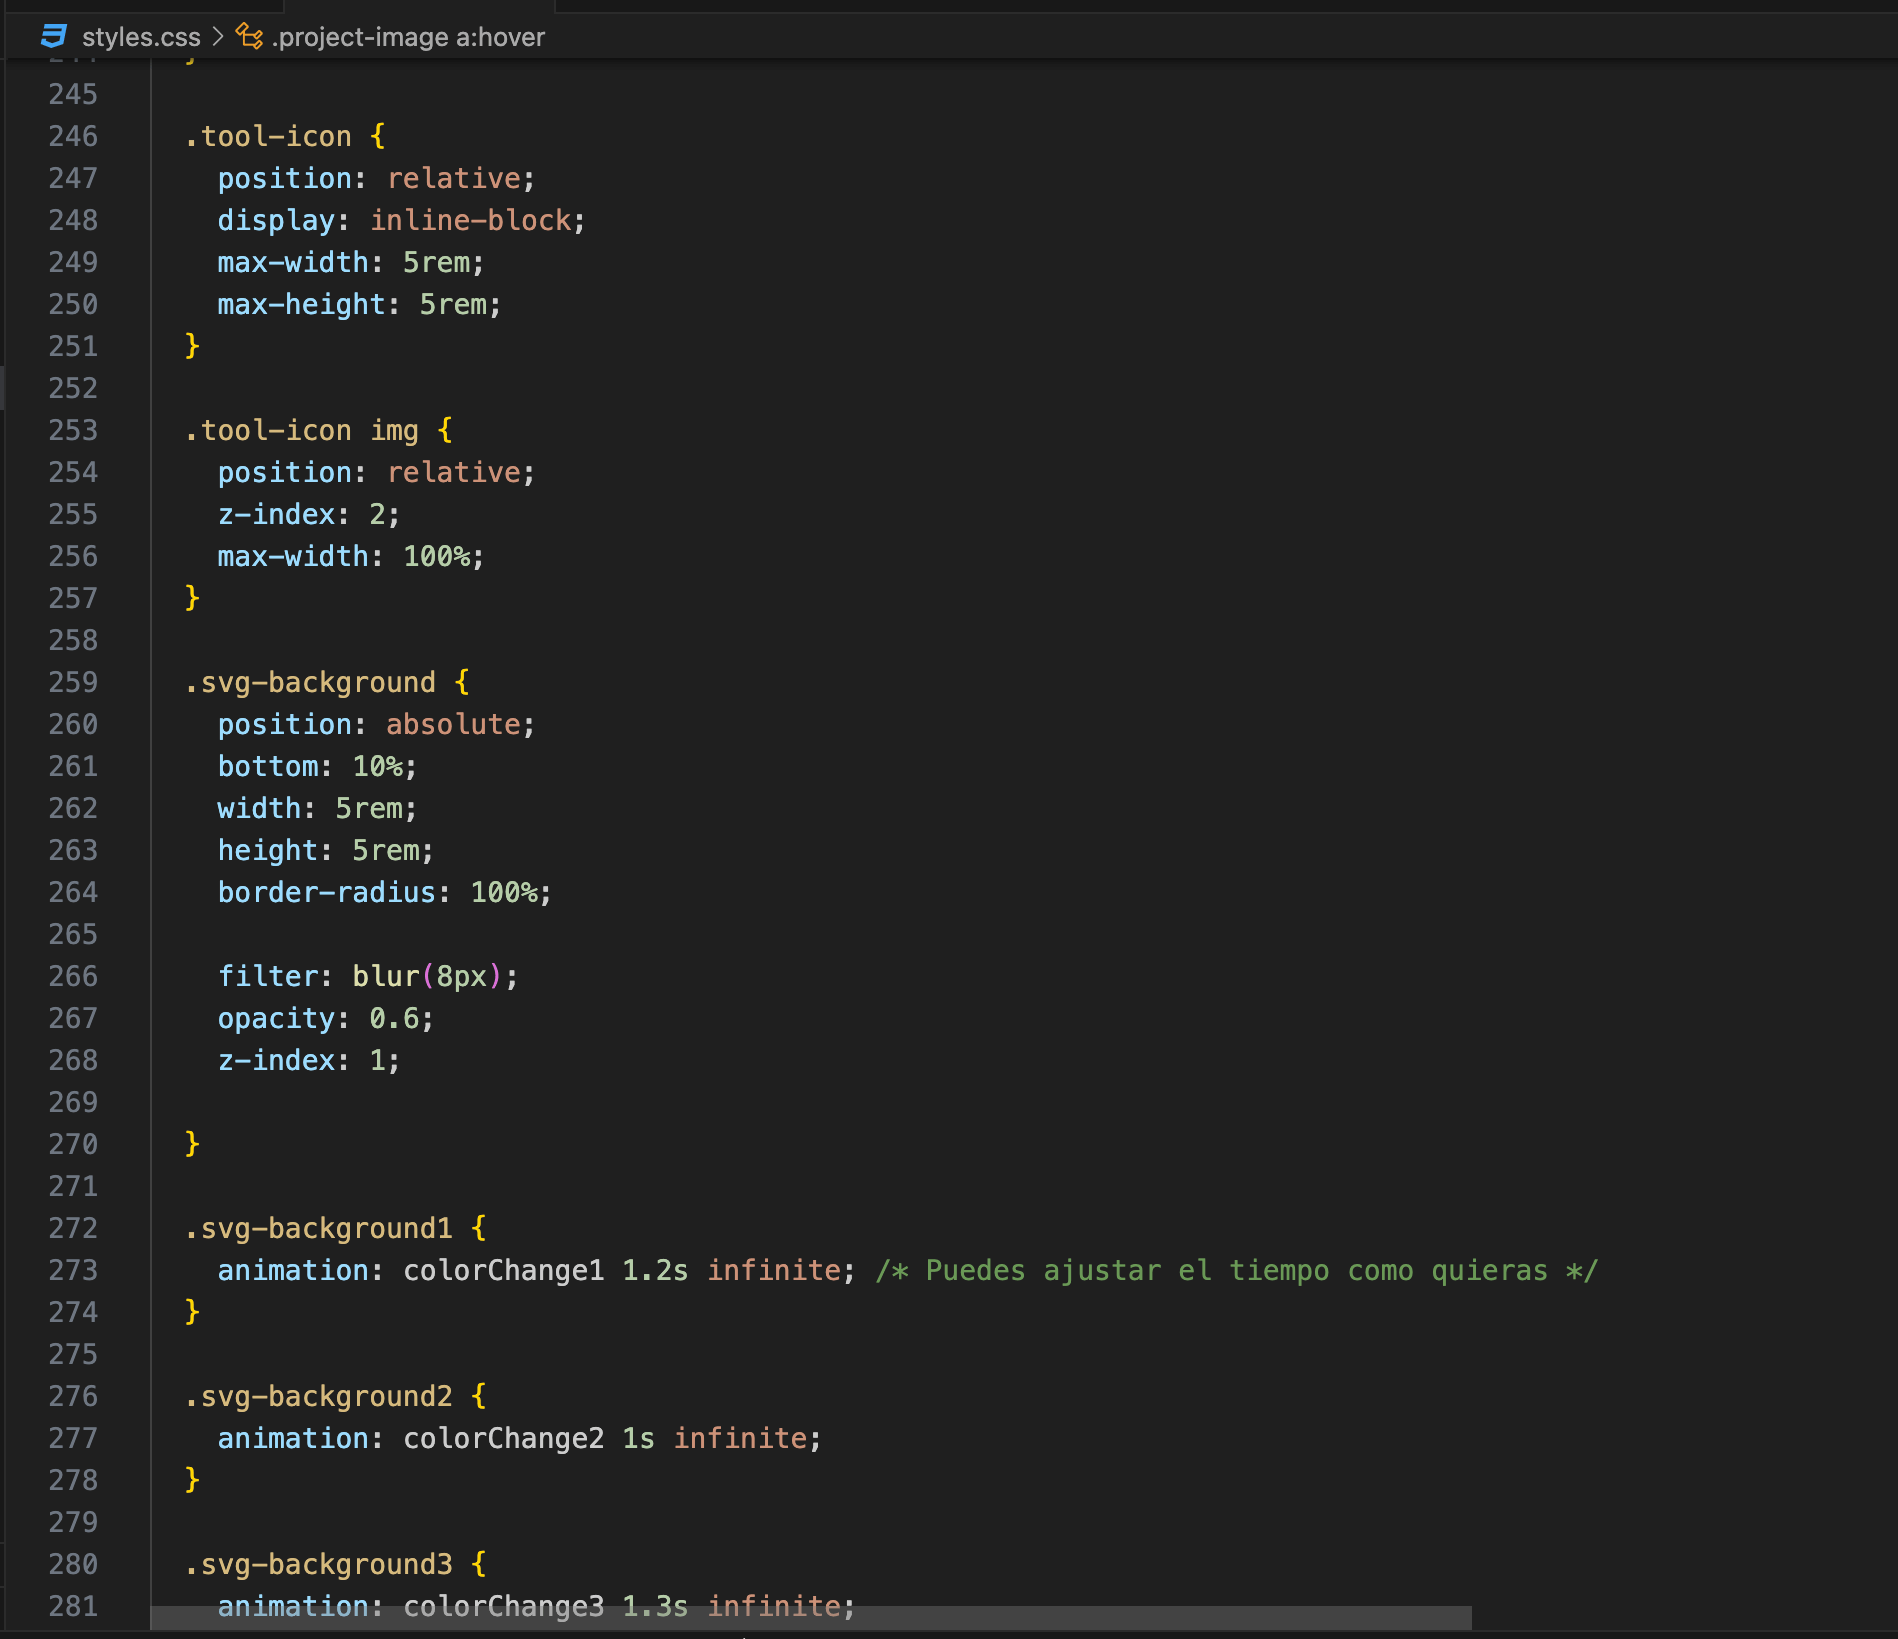 styles.css > .project-image a:hover
}
245
246 .tool-icon {
247 position: relative;
248 display: inline-block;
249 max-width: 5rem;
250 max-height: 5rem;
251 }
252
253 .tool-icon img {
254 position: relative;
255 z-index: 2;
256 max-width: 100%;
257 }
258
259 .svg-background {
260 position: absolute;
261 bottom: 10%;
262 width: 5rem;
263 height: 5rem;
264 border-radius: 100%;
265
266 filter: blur(8px);
267 opacity: 0.6;
268 z-index: 1;
269
270 }
271
272 .svg-background1 {
273 animation: colorChange1 1.2s infinite; /* Puedes ajustar el tiempo como quieras */
274 }
275
276 .svg-background2 {
277 animation: colorChange2 1s infinite;
278 }
279
280 .svg-background3 {
281 animation: colorChange3 1.3s infinite;